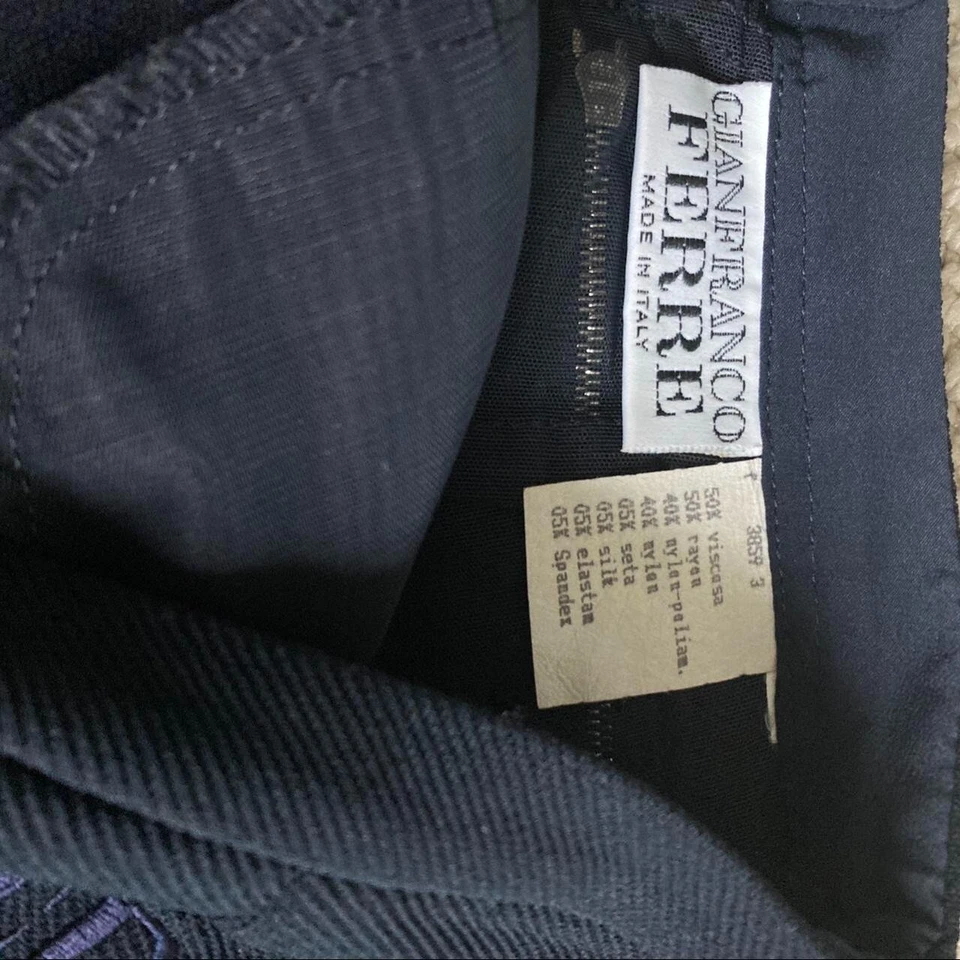 GIANFRANCO
FERRE
MADE IN ITALY
3859 3
50% viscosa
50% rayon
40% nylon-poliam.
40% nylon
05% seta
05% silk
05% elastam
05% Spandex